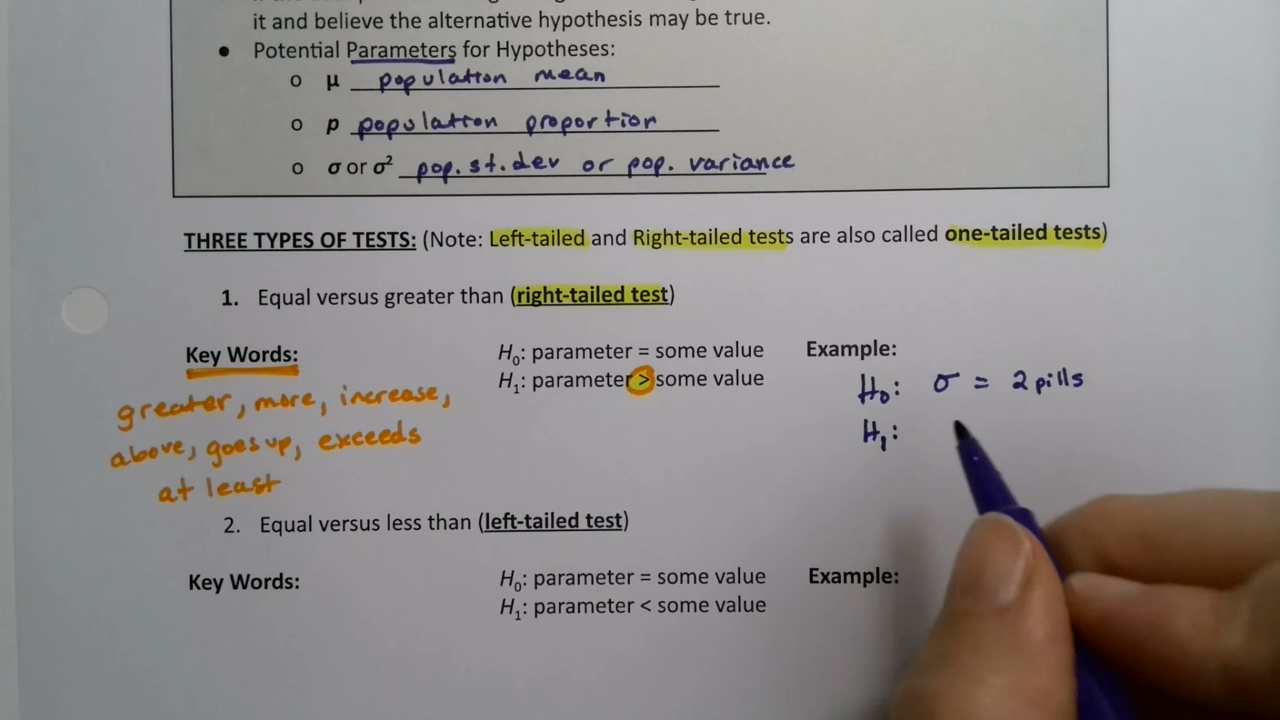 it and believe the alternative hypothesis may be true.
● Potential Parameters for Hypotheses:
o μ population mean
o p population proportion
o σ or σ² pop. st. dev or pop. variance
THREE TYPES OF TESTS: (Note: Left-tailed and Right-tailed tests are also called one-tailed tests)
1. Equal versus greater than (right-tailed test)
Key Words:
greater, more, increase,
above, goes up, exceeds
at least
H₀: parameter = some value
H₁: parameter > some value
Example:
H₀: σ = 2 pills
H₁:
2. Equal versus less than (left-tailed test)
Key Words:
H₀: parameter = some value
H₁: parameter < some value
Example: